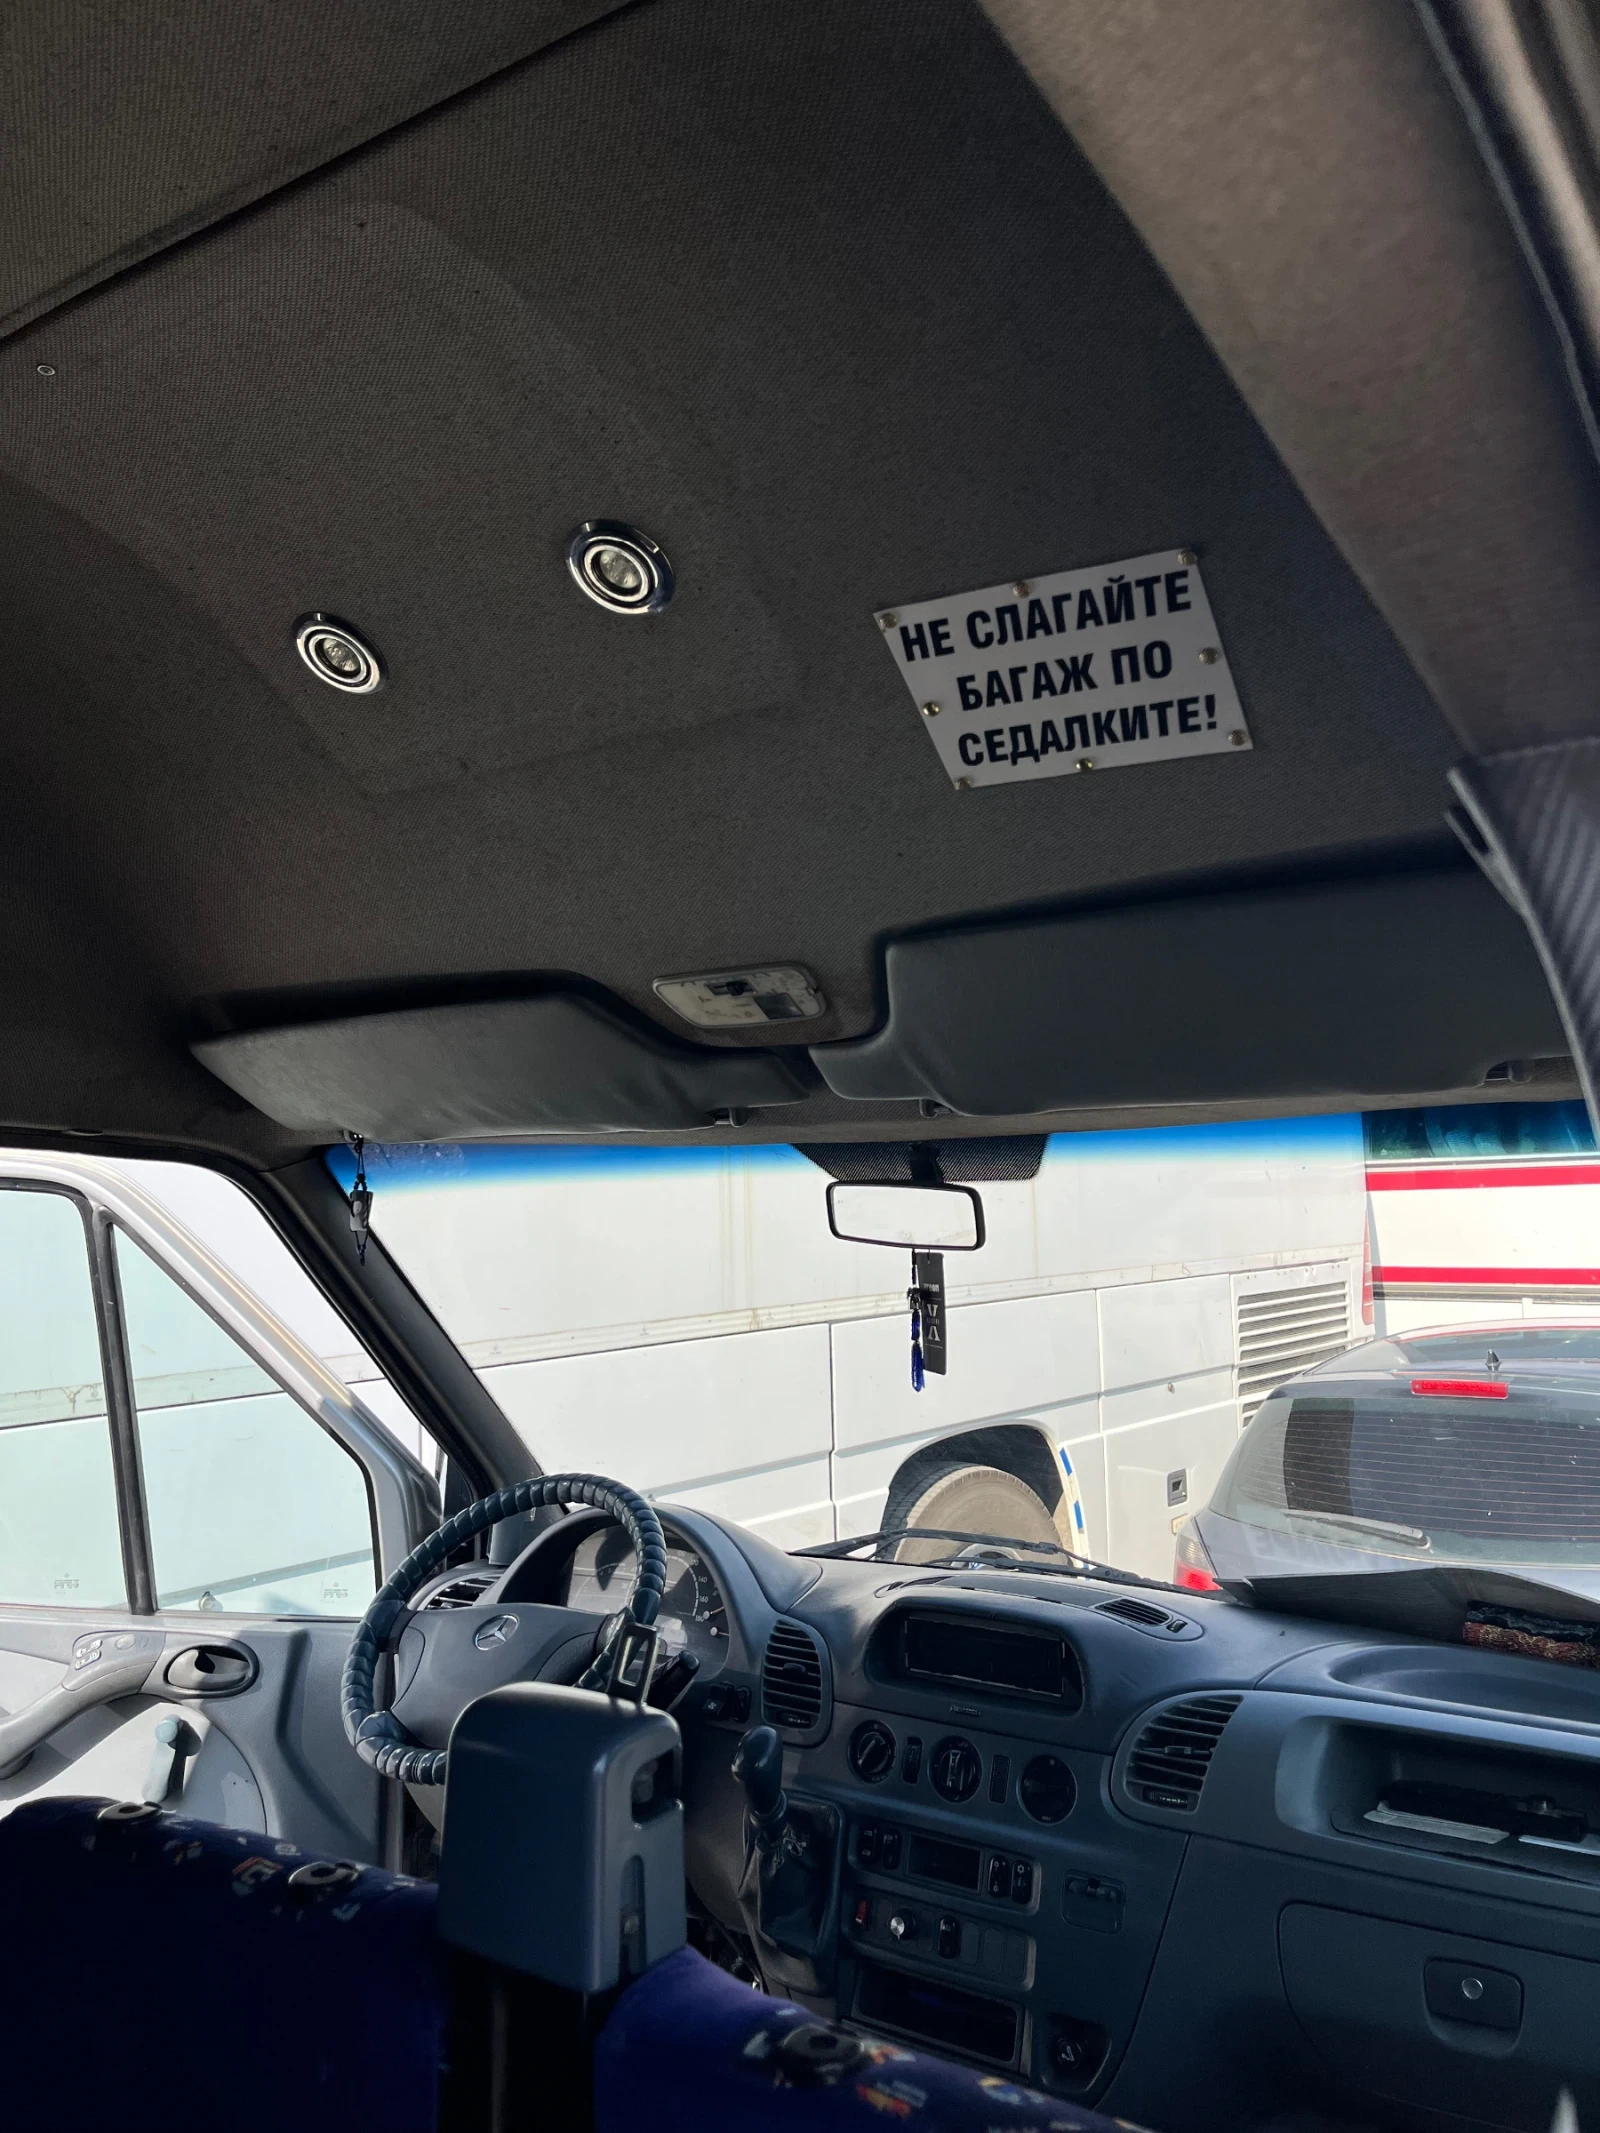 НЕ СЛАГАЙТЕ
БАГАЖ ПО
СЕДАЛКИТЕ!